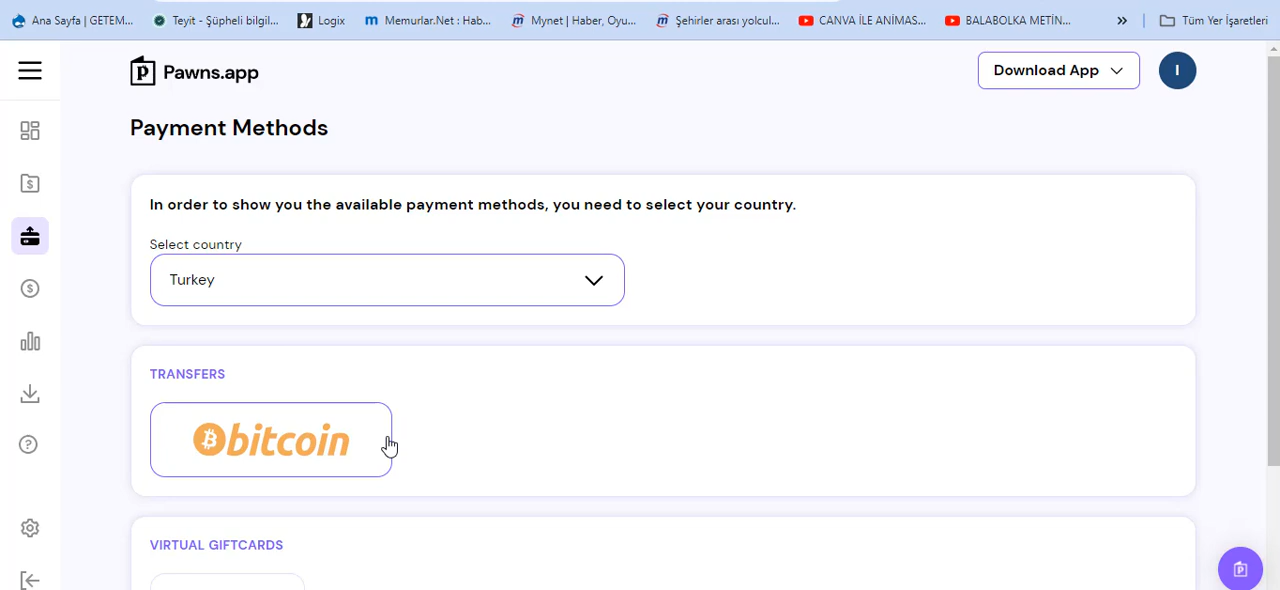 Ana Sayfa | GETEM...
Teyit - Şüpheli bilgil...
Logix
Memurlar.Net : Hab...
Mynet | Haber, Oyu...
Şehirler arası yolcul...
CANVA İLE ANİMAS...
BALABOLKA METİN...
»
Tüm Yer İşaretleri
Pawns.app
Download App
I
Payment Methods
In order to show you the available payment methods, you need to select your country.
Select country
Turkey
TRANSFERS
bitcoin
VIRTUAL GIFTCARDS